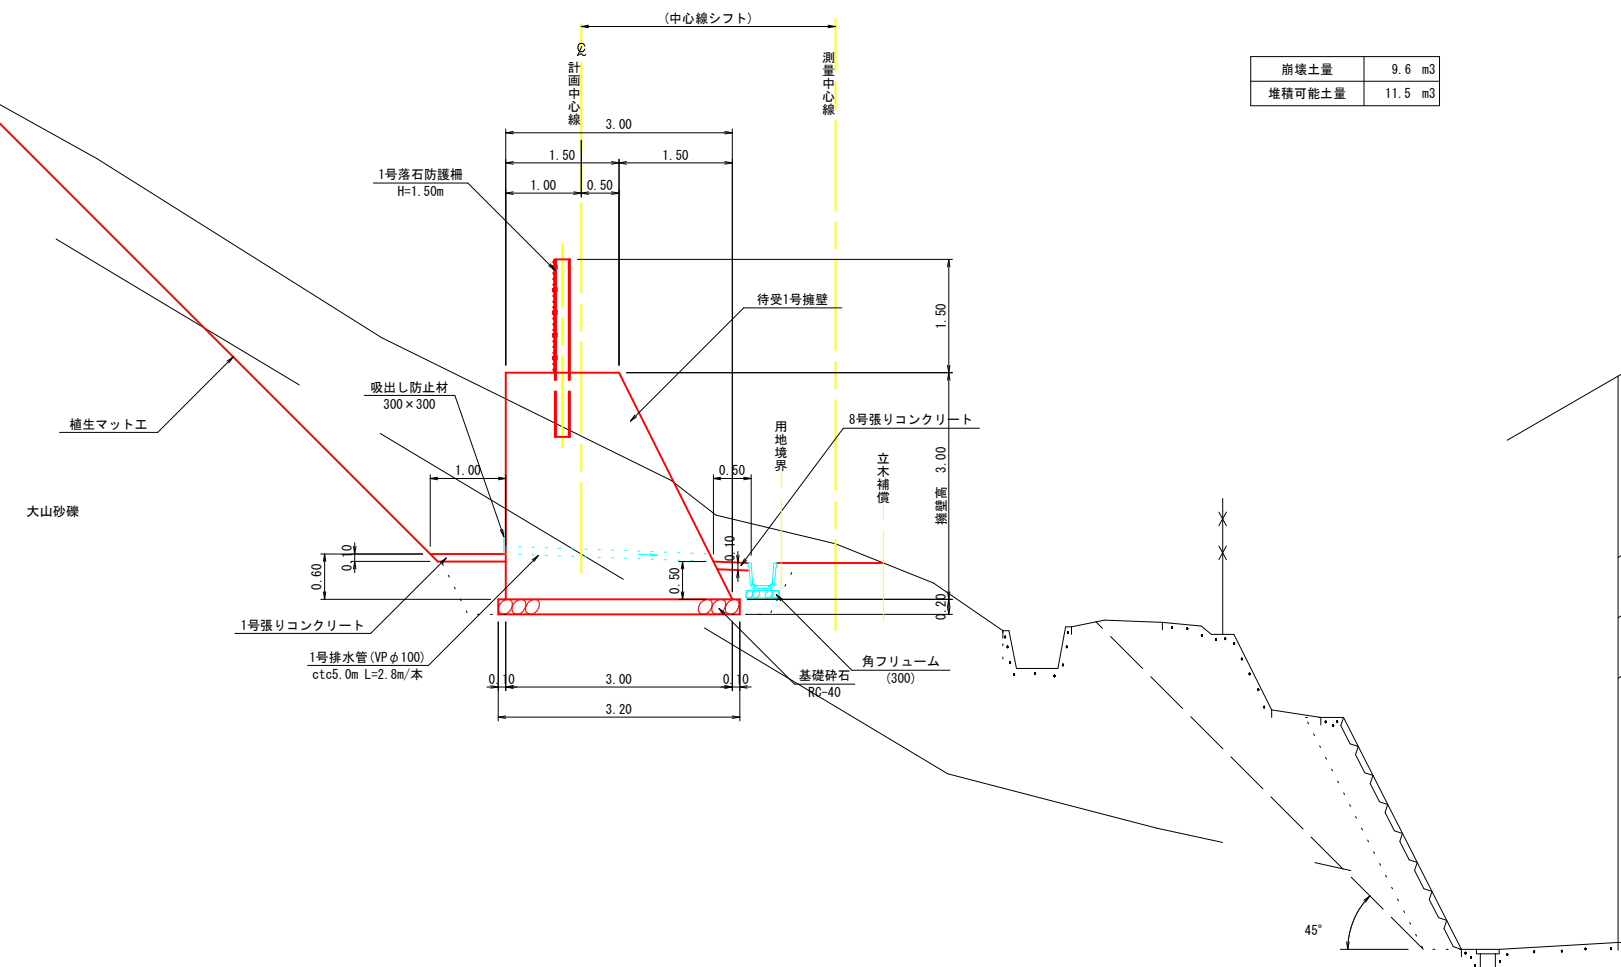 (中心線シフト)
℄
計画中心線
測量中心線
崩壊土量 9.6 m3
堆積可能土量 11.5 m3
3.00
1.50 1.50
1.00 0.50
1号落石防護柵
H=1.50m
待受1号擁壁
1.50
吸出し防止材
300×300
植生マット工
8号張りコンクリート
用地境界
立木補償
1.00
0.50
擁壁高 3.00
大山砂礫
0.10
0.60
0.10
0.50
0.20
1号張りコンクリート
1号排水管(VPφ100)
ctc5.0m L=2.8m/本
角フリューム
(300)
基礎砕石
RC-40
0.10 3.00 0.10
3.20
45°